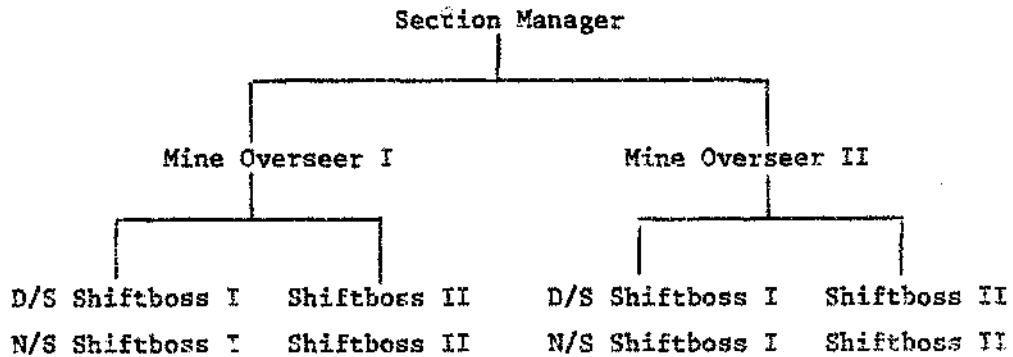 Section Manager
Mine Overseer I Mine Overseer II
D/S Shiftboss I Shiftboss II D/S Shiftboss I Shiftboss II
N/S Shiftboss I Shiftboss II N/S Shiftboss I Shiftboss II